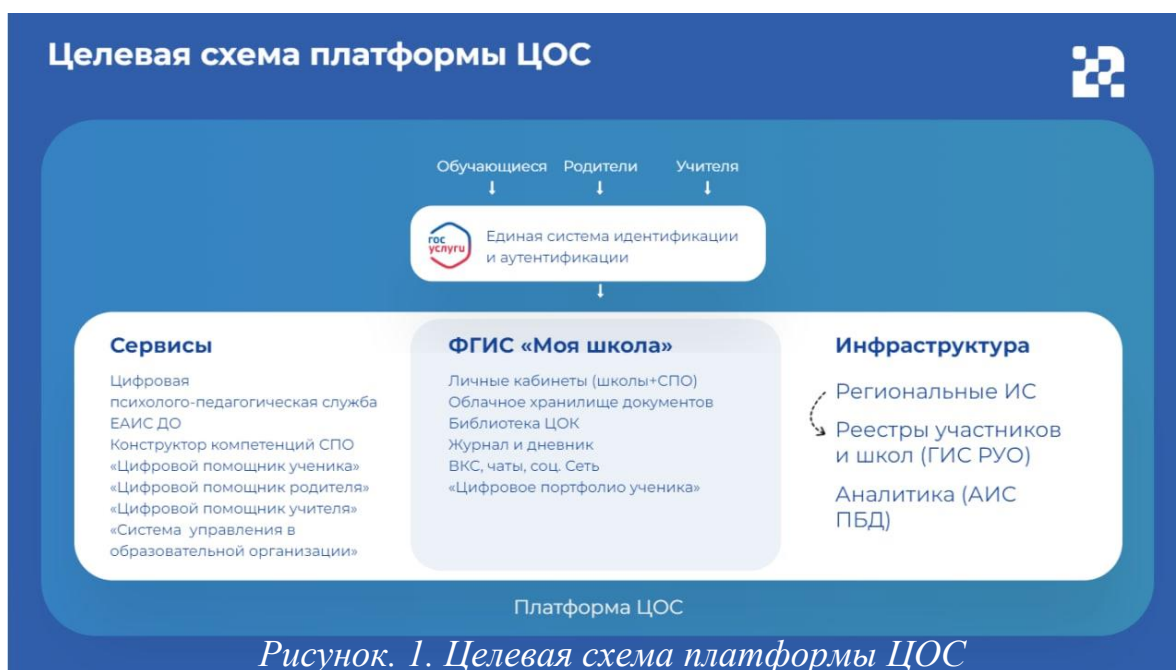 Целевая схема платформы ЦОС
Обучающиеся Родители Учителя
гос
услуги
Единая система идентификации
и аутентификации
Сервисы
Цифровая
психолого-педагогическая служба
ЕАИС ДО
Конструктор компетенций СПО
«Цифровой помощник ученика»
«Цифровой помощник родителя»
«Цифровой помощник учителя»
«Система управления в
образовательной организации»
ФГИС «Моя школа»
Личные кабинеты (школы+СПО)
Облачное хранилище документов
Библиотека ЦОК
Журнал и дневник
ВКС, чаты, соц. Сеть
«Цифровое портфолио ученика»
Инфраструктура
Региональные ИС
Реестры участников
и школ (ГИС РУО)
Аналитика (АИС
ПБД)
Платформа ЦОС
Рисунок. 1. Целевая схема платформы ЦОС